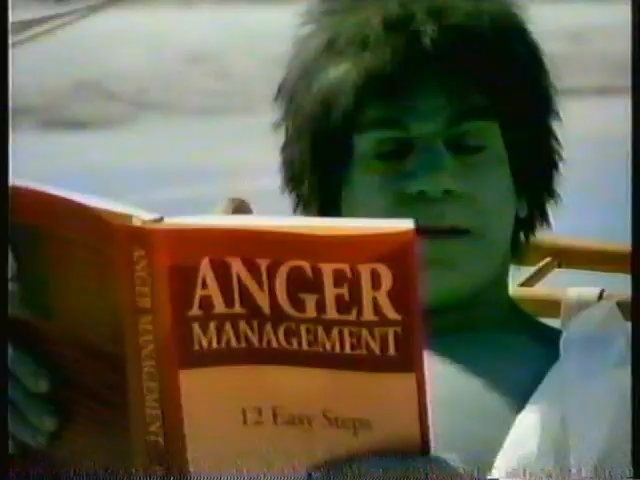 ANGER MANAGEMENT
ANGER
MANAGEMENT
12 Easy Steps